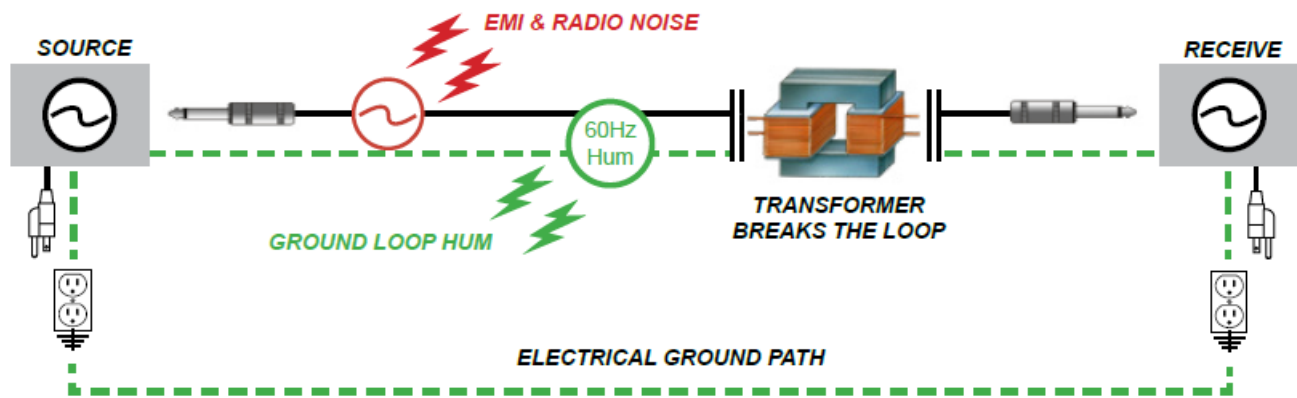 EMI & RADIO NOISE
SOURCE
RECEIVE
60Hz
Hum
TRANSFORMER
BREAKS THE LOOP
GROUND LOOP HUM
ELECTRICAL GROUND PATH